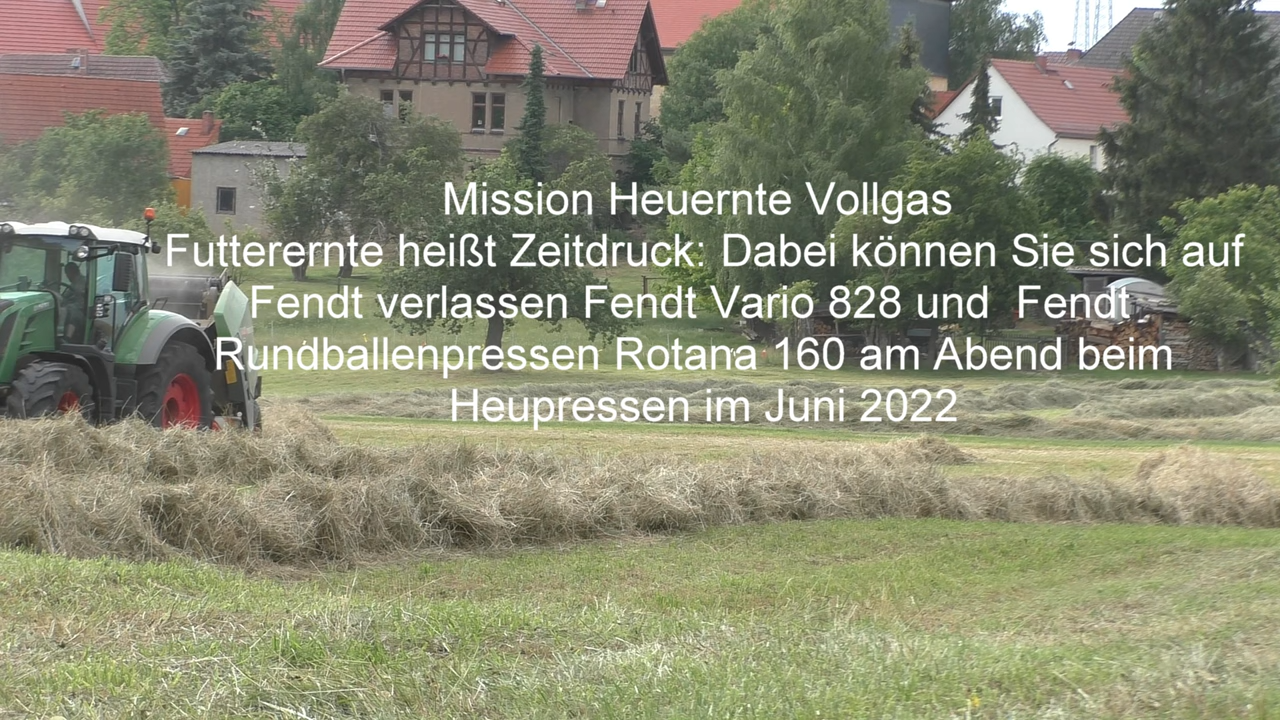 Mission Heuernte Vollgas
Futterernte heißt Zeitdruck: Dabei können Sie sich auf
Fendt verlassen Fendt Vario 828 und  Fendt
Rundballenpressen Rotana 160 am Abend beim
Heupressen im Juni 2022